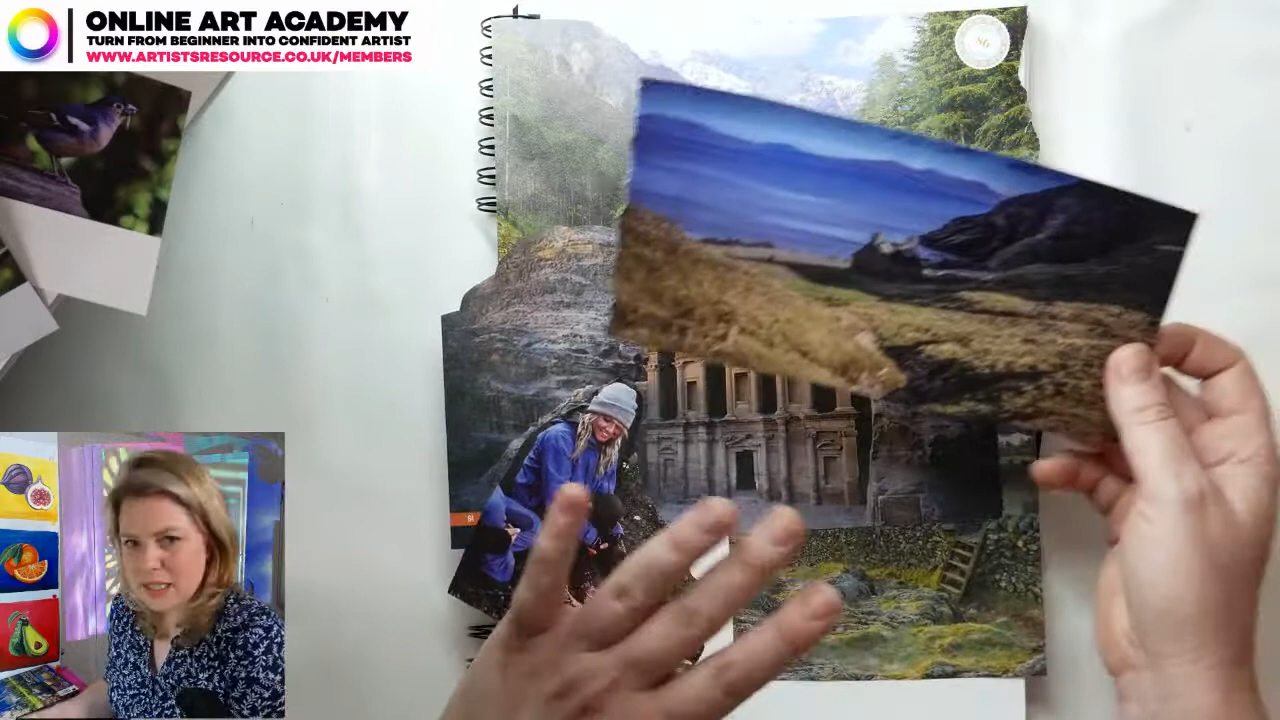 ONLINE ART ACADEMY
TURN FROM BEGINNER INTO CONFIDENT ARTIST
WWW.ARTISTSRESOURCE.CO.UK/MEMBERS